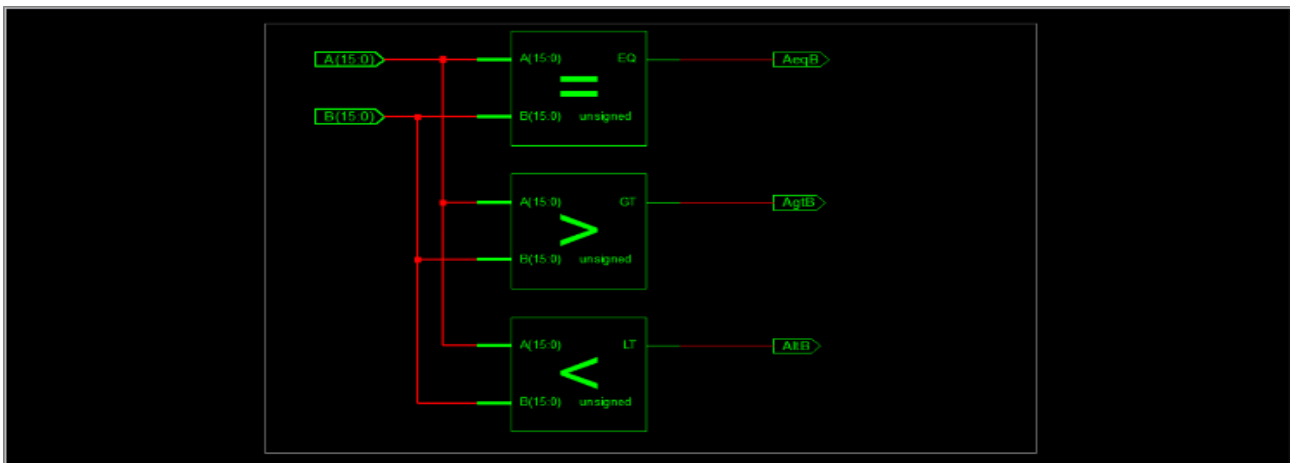 A(15:0) A(15:0) EQ AeqB
=
B(15:0) B(15:0) unsigned
A(15:0) GT AgtB
>
B(15:0) unsigned
A(15:0) LT AltB
<
B(15:0) unsigned